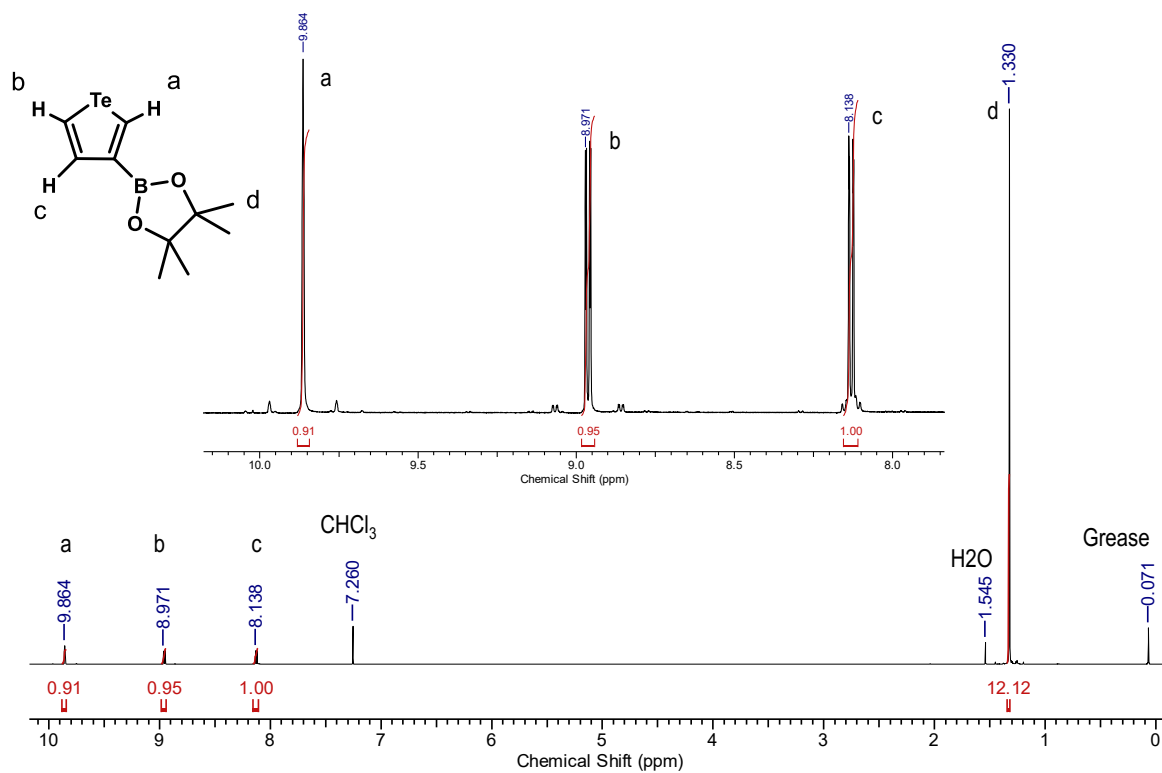 9.864
a
b
a
H
Te
H
H
c
B
O
O
d
8.971
b
8.138
c
1.330
d
0.91
0.95
1.00
10.0 9.5 9.0 8.5 8.0
Chemical Shift (ppm)
a
b
c
CHCl3
H2O
Grease
9.864
8.971
8.138
7.260
1.545
0.071
0.91
0.95
1.00
12.12
10 9 8 7 6 5 4 3 2 1 0
Chemical Shift (ppm)